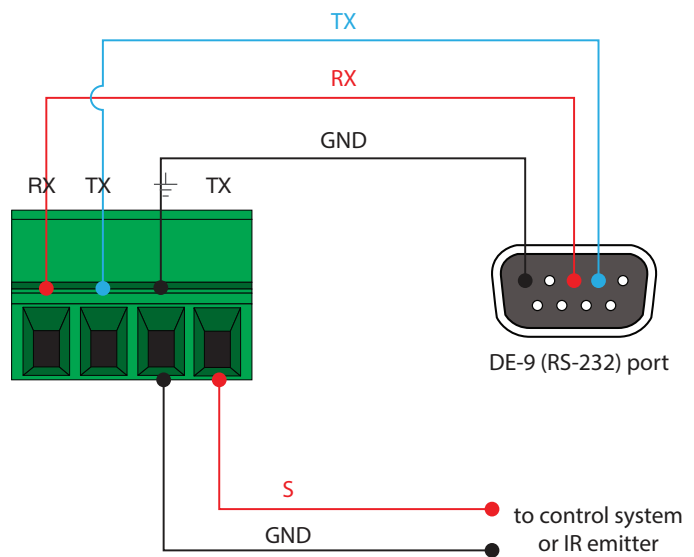 TX
RX
GND
RX TX TX
DE-9 (RS-232) port
S
to control system
or IR emitter
GND